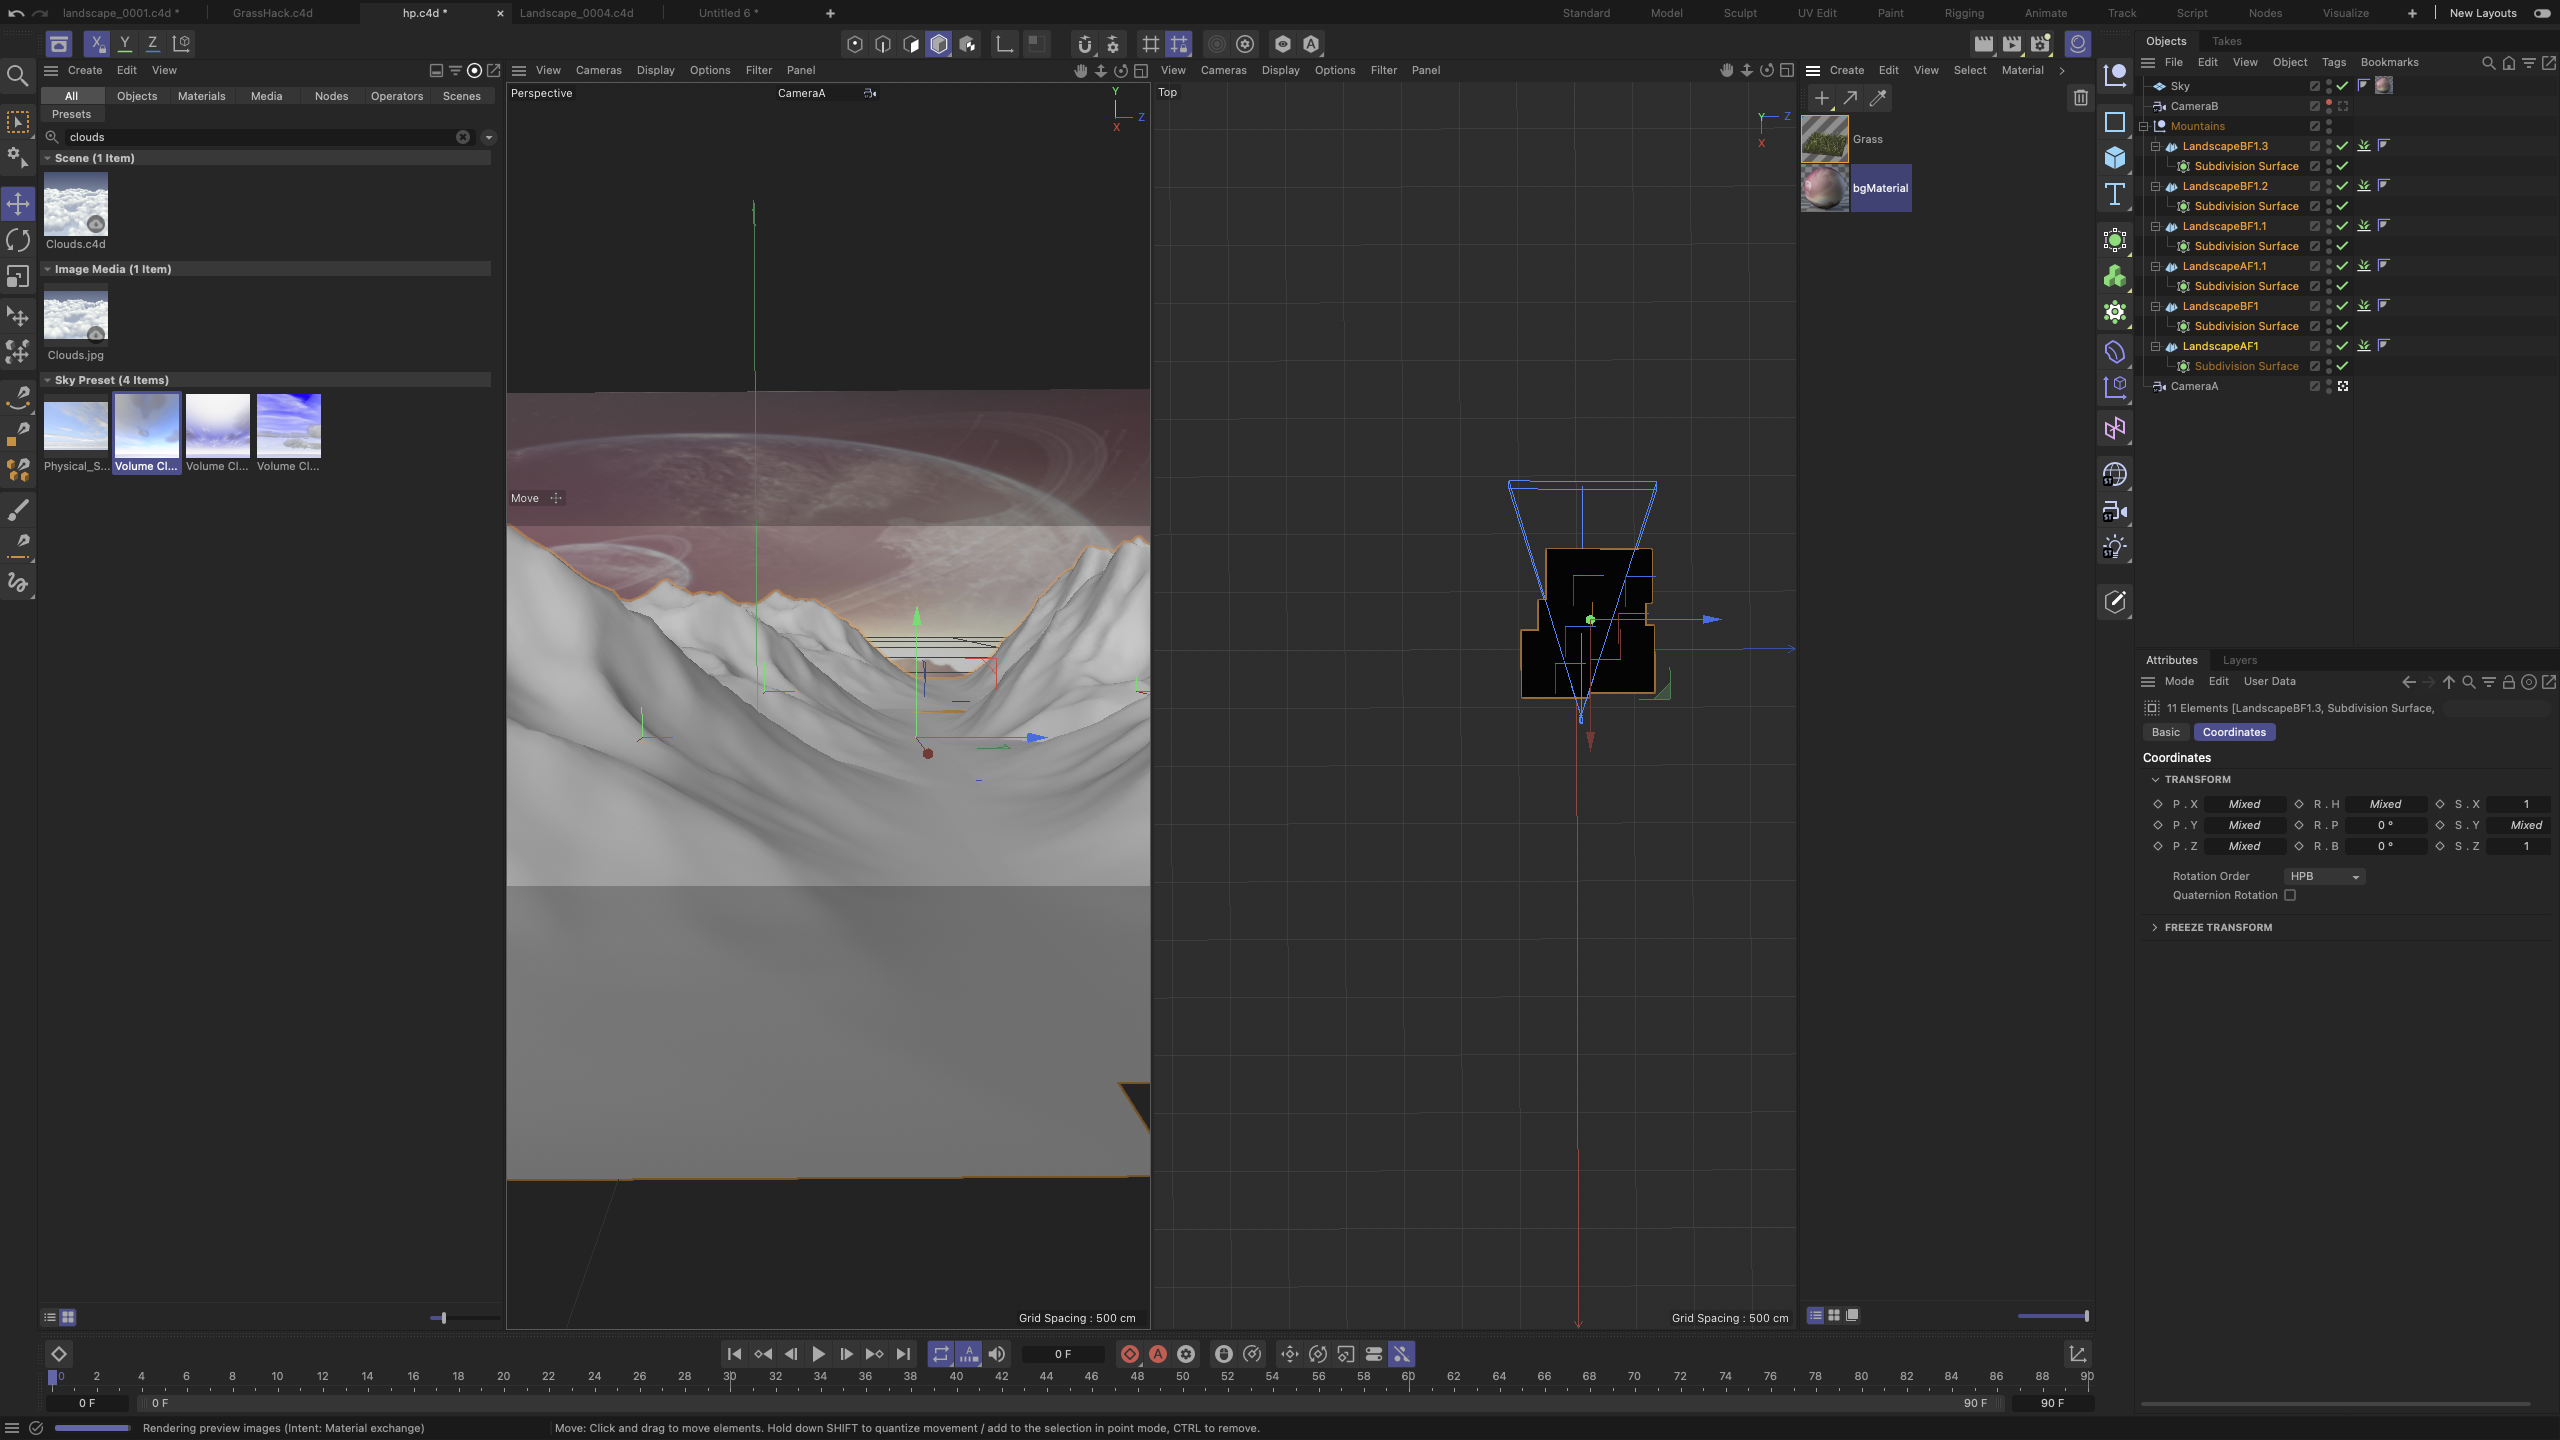 landscape_0001.c4d *
GrassHack.c4d
hp.c4d *
Landscape_0004.c4d
Untitled 6 *
Standard
Model
Sculpt
UV Edit
Paint
Rigging
Animate
Track
Script
Nodes
Visualize
New Layouts
X
Y
Z
Objects
Takes
Create Edit View
View Cameras Display Options Filter Panel
View Cameras Display Options Filter Panel
Create Edit View Select Material
File Edit View Object Tags Bookmarks
All Objects Materials Media Nodes Operators Scenes
Presets
clouds
Scene (1 Item)
Clouds.c4d
Image Media (1 Item)
Clouds.jpg
Sky Preset (4 Items)
Physical_S...
Volume Cl...
Volume Cl...
Volume Cl...
Perspective
CameraA
Y
Z
X
Move
Grid Spacing : 500 cm
Top
Y
Z
X
Grid Spacing : 500 cm
Grass
bgMaterial
Sky
CameraB
Mountains
LandscapeBF1.3
Subdivision Surface
LandscapeBF1.2
Subdivision Surface
LandscapeBF1.1
Subdivision Surface
LandscapeAF1.1
Subdivision Surface
LandscapeBF1
Subdivision Surface
LandscapeAF1
Subdivision Surface
CameraA
Attributes
Layers
Mode Edit User Data
11 Elements [LandscapeBF1.3, Subdivision Surface,
Basic
Coordinates
Coordinates
TRANSFORM
P . X Mixed R . H Mixed S . X 1
P . Y Mixed R . P 0 ° S . Y Mixed
P . Z Mixed R . B 0 ° S . Z 1
Rotation Order HPB
Quaternion Rotation
FREEZE TRANSFORM
0 F
0 2 4 6 8 10 12 14 16 18 20 22 24 26 28 30 32 34 36 38 40 42 44 46 48 50 52 54 56 58 60 62 64 66 68 70 72 74 76 78 80 82 84 86 88 90
0 F
0 F
90 F
90 F
Rendering preview images (Intent: Material exchange)
Move: Click and drag to move elements. Hold down SHIFT to quantize movement / add to the selection in point mode, CTRL to remove.